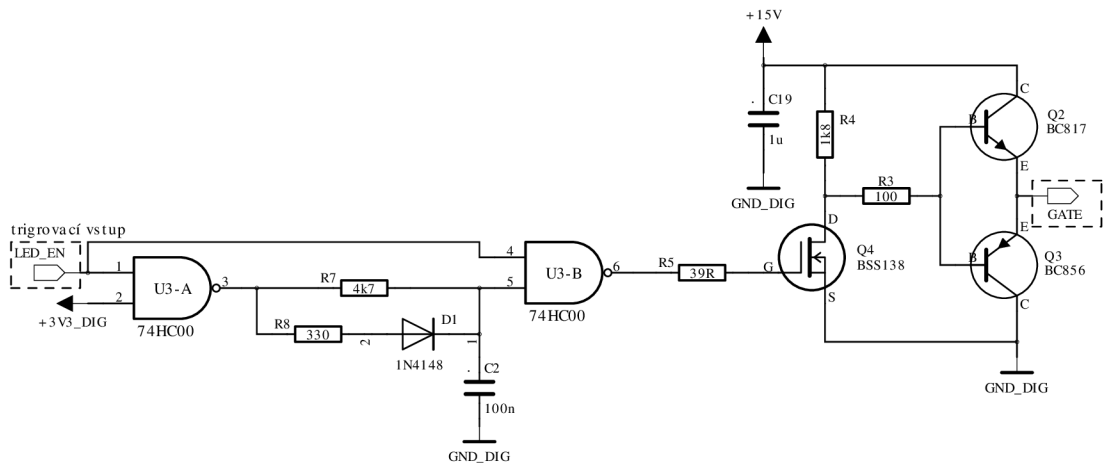 +15V
C19
1u
R4
1k8
C
B
Q2
BC817
E
R3
100
GND_DIG
GATE
trigrovací vstup
LED_EN
D
E
Q4
BSS138
Q3
BC856
B
4
1
U3-A
3
R7
4k7
5
U3-B
6
R5
39R
G
S
C
2
+3V3_DIG
74HC00
R8
330
2
D1
1
1N4148
74HC00
C2
100n
GND_DIG
GND_DIG